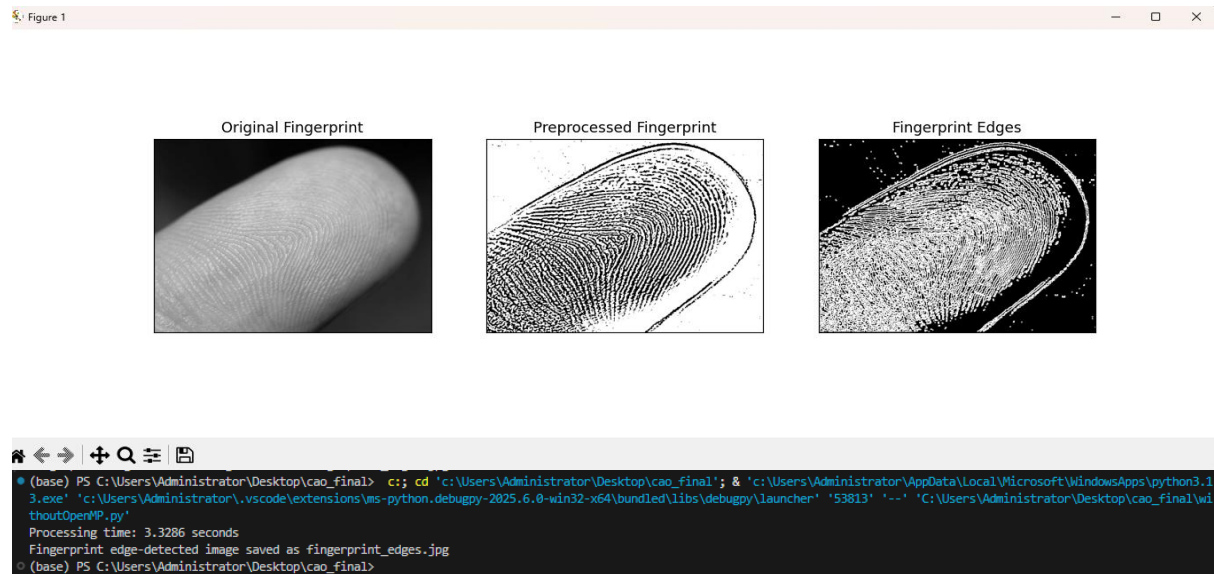 Figure 1
Original Fingerprint Preprocessed Fingerprint Fingerprint Edges
(base) PS C:\Users\Administrator\Desktop\cao_final> c:; cd 'c:\Users\Administrator\Desktop\cao_final'; & 'c:\Users\Administrator\AppData\Local\Microsoft\WindowsApps\python3.1
3.exe' 'c:\Users\Administrator\.vscode\extensions\ms-python.debugpy-2025.6.0-win32-x64\bundled\libs\debugpy\launcher' '53813' '--' 'C:\Users\Administrator\Desktop\cao_final\wi
thoutOpenMP.py'
Processing time: 3.3286 seconds
Fingerprint edge-detected image saved as fingerprint_edges.jpg
(base) PS C:\Users\Administrator\Desktop\cao_final>